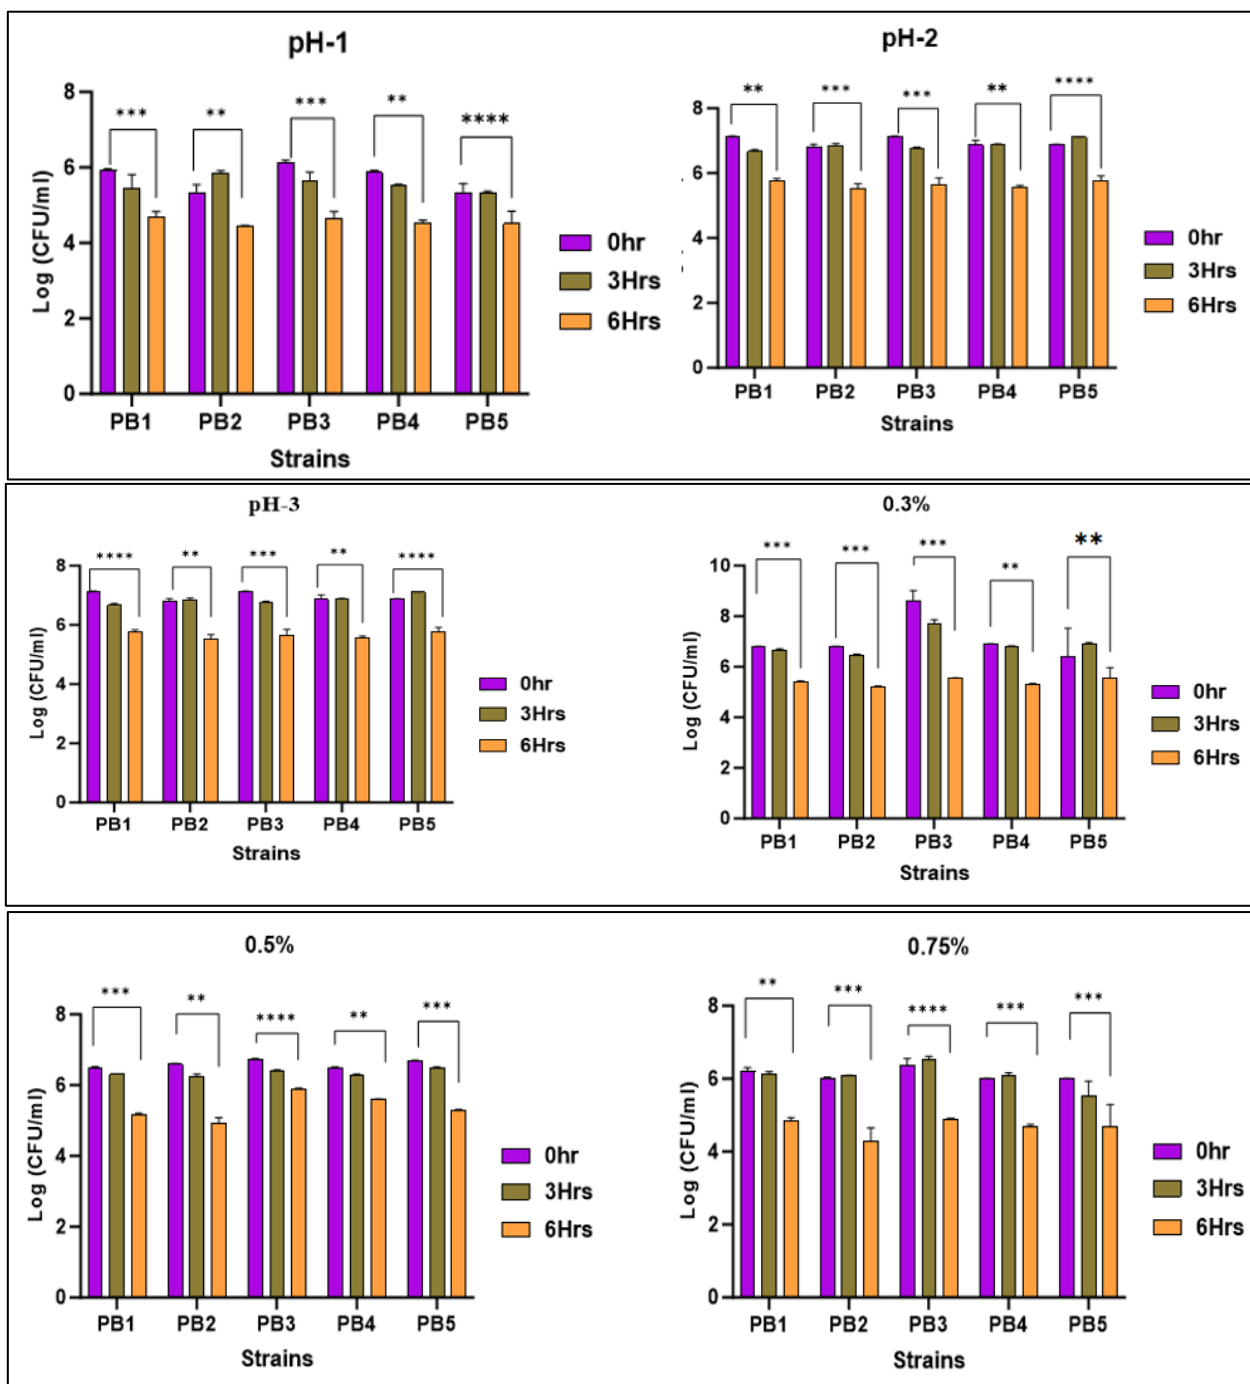 pH-1
*** ** *** ** ****
8
6
4
2
0
Log (CFU/ml)
PB1 PB2 PB3 PB4 PB5
Strains
0hr
3Hrs
6Hrs
pH-2
** *** *** ** ****
8
6
4
2
0
PB1 PB2 PB3 PB4 PB5
Strains
0hr
3Hrs
6Hrs
pH-3
**** ** *** ** ****
8
6
4
2
0
Log (CFU/ml)
PB1 PB2 PB3 PB4 PB5
Strains
0hr
3Hrs
6Hrs
0.3%
*** *** *** ** **
10
8
6
4
2
0
Log (CFU/ml)
PB1 PB2 PB3 PB4 PB5
Strains
0hr
3Hrs
6Hrs
0.5%
*** ** **** ** ***
8
6
4
2
0
Log (CFU/ml)
PB1 PB2 PB3 PB4 PB5
Strains
0hr
3Hrs
6Hrs
0.75%
** *** **** *** ***
8
6
4
2
0
Log (CFU/ml)
PB1 PB2 PB3 PB4 PB5
Strains
0hr
3Hrs
6Hrs